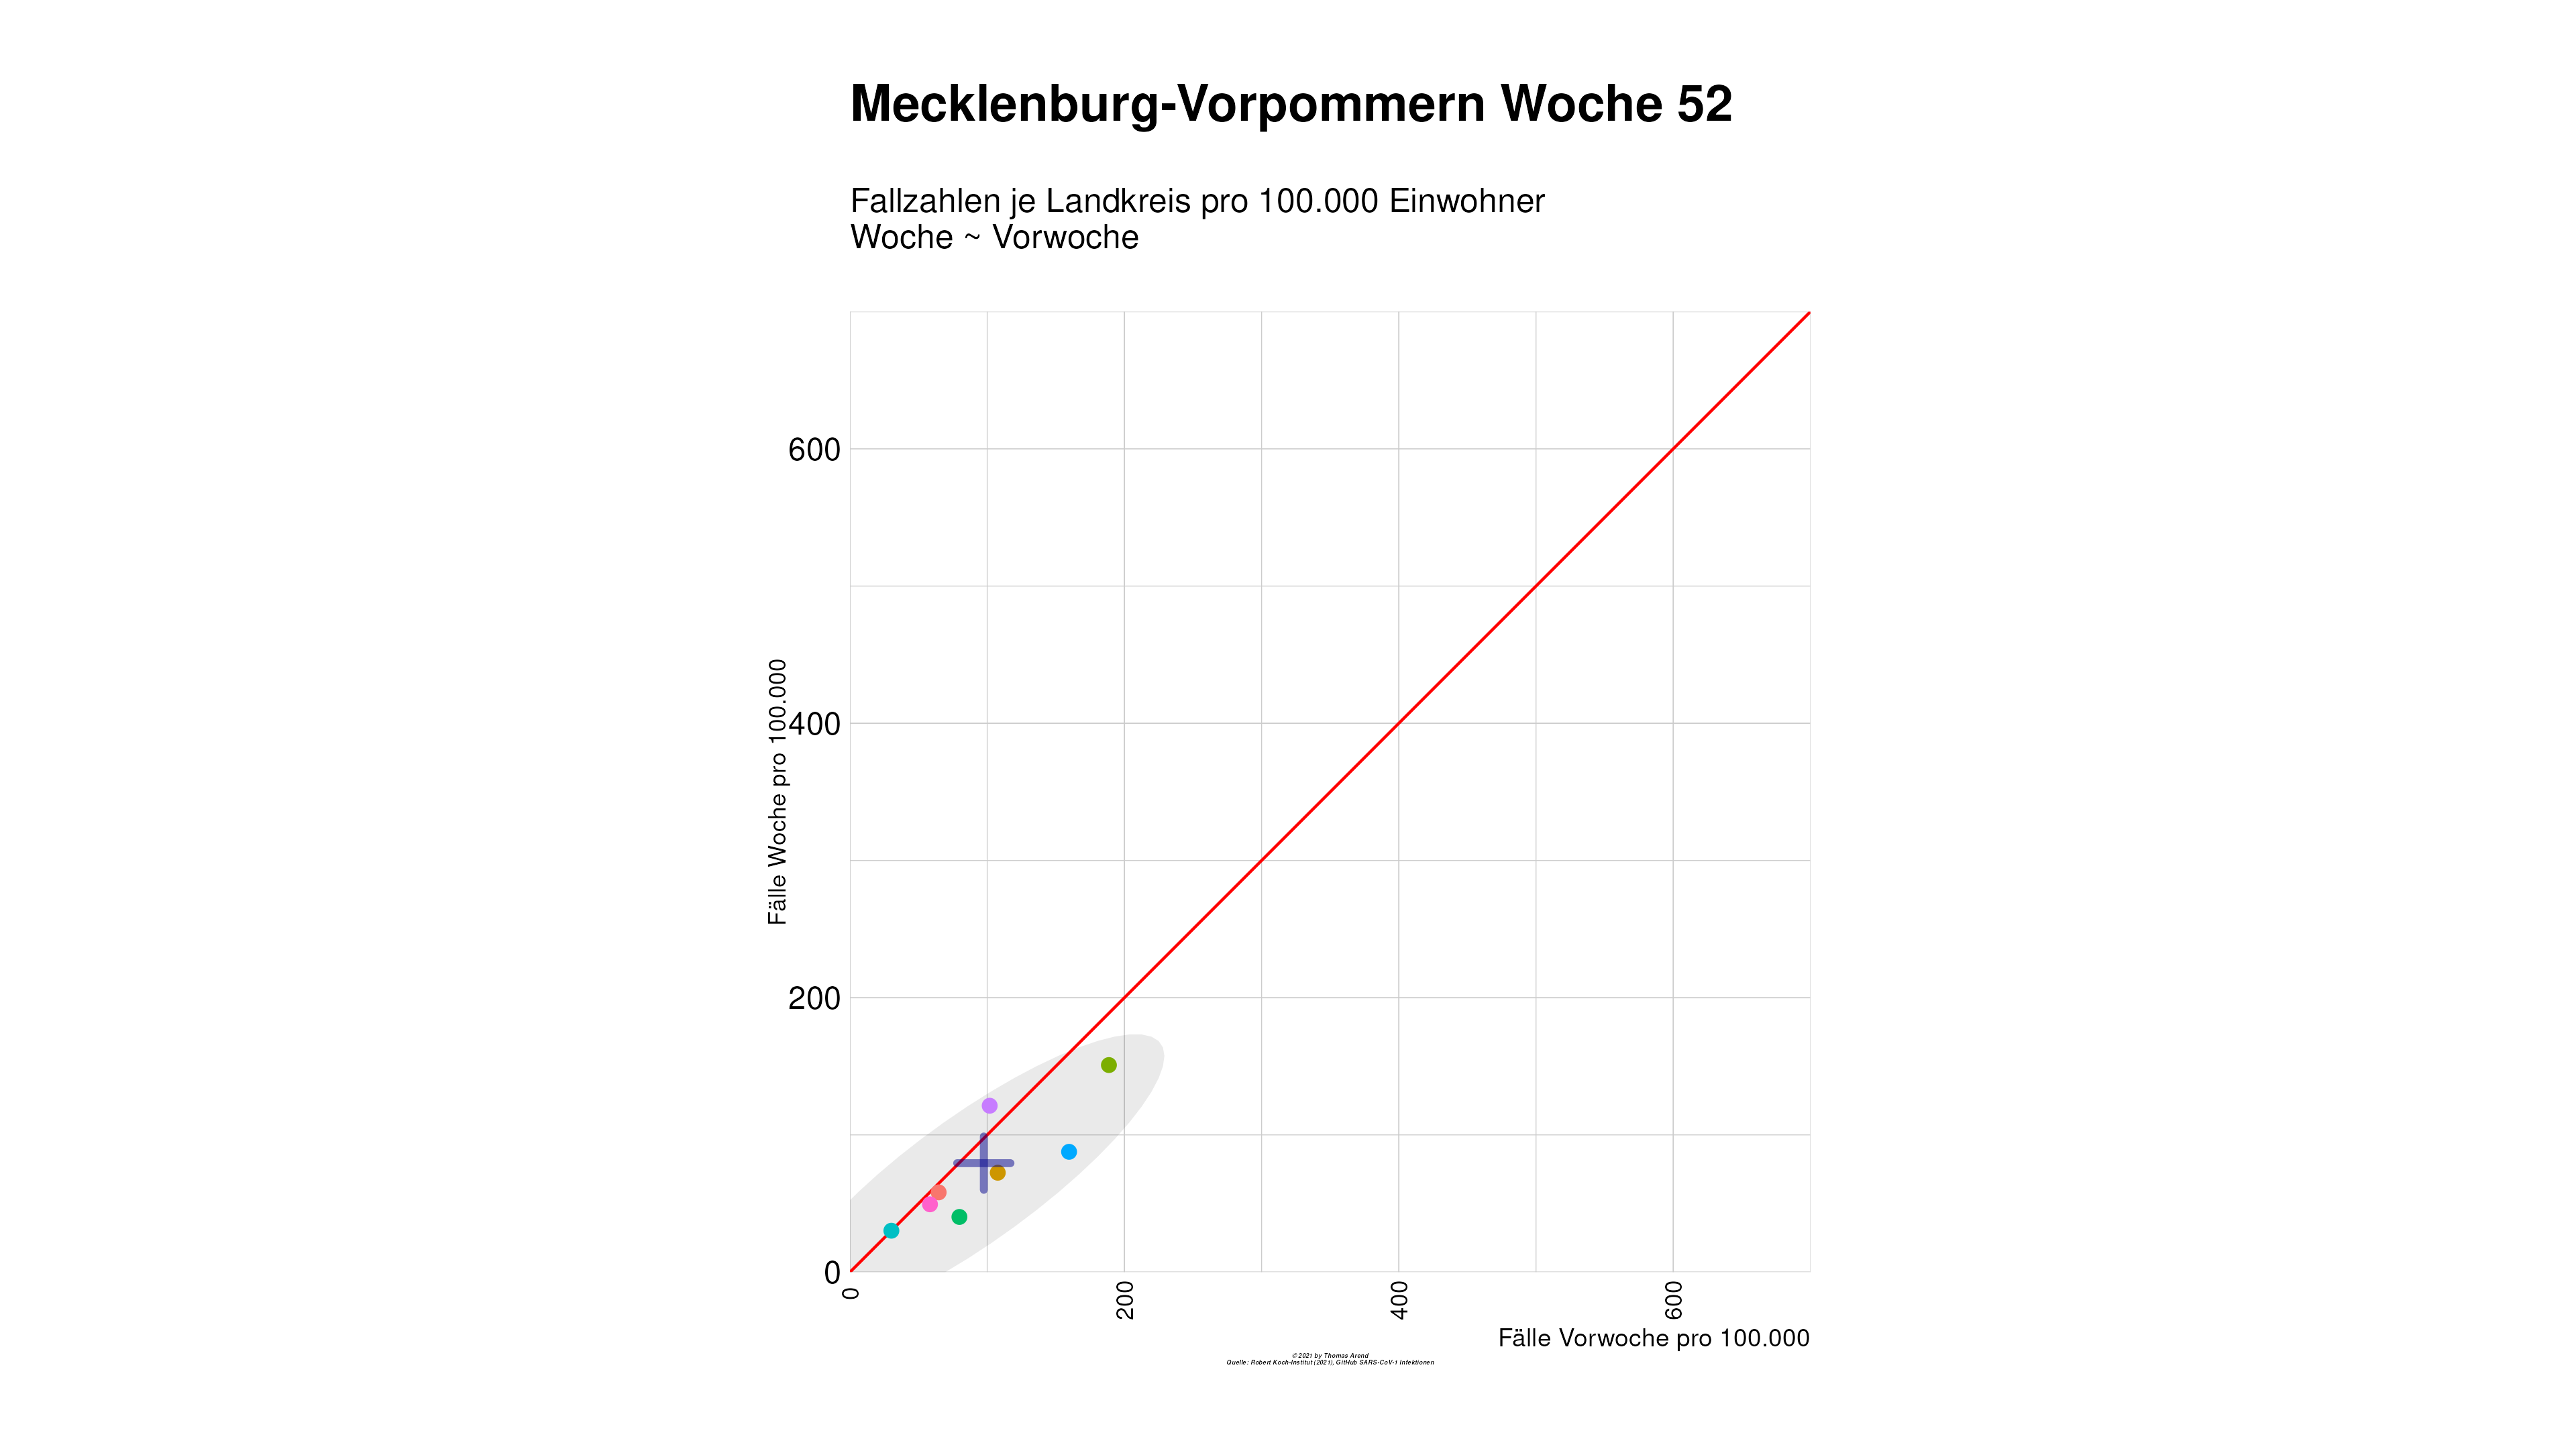 Mecklenburg-Vorpommern Woche 52
Fallzahlen je Landkreis pro 100.000 Einwohner
Woche ~ Vorwoche
Fälle Woche pro 100.000
600
400
200
0
0
200
400
600
Fälle Vorwoche pro 100.000
© 2021 by Thomas Arend
Quelle: Robert Koch-Institut (2021), GitHub SARS-CoV-1 Infektionen